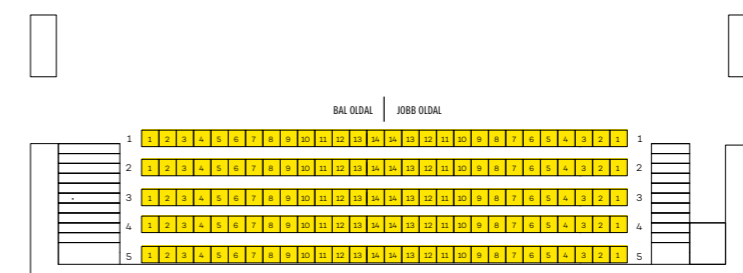 BAL OLDAL JOBB OLDAL
1 1 2 3 4 5 6 7 8 9 10 11 12 13 14 14 13 12 11 10 9 8 7 6 5 4 3 2 1 1
2 1 2 3 4 5 6 7 8 9 10 11 12 13 14 14 13 12 11 10 9 8 7 6 5 4 3 2 1 2
3 1 2 3 4 5 6 7 8 9 10 11 12 13 14 14 13 12 11 10 9 8 7 6 5 4 3 2 1 3
4 1 2 3 4 5 6 7 8 9 10 11 12 13 14 14 13 12 11 10 9 8 7 6 5 4 3 2 1 4
5 1 2 3 4 5 6 7 8 9 10 11 12 13 14 14 13 12 11 10 9 8 7 6 5 4 3 2 1 5